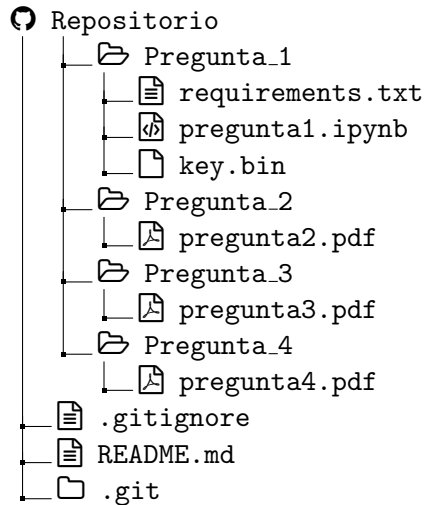 Repositorio
Pregunta_1
requirements.txt
pregunta1.ipynb
key.bin
Pregunta_2
pregunta2.pdf
Pregunta_3
pregunta3.pdf
Pregunta_4
pregunta4.pdf
.gitignore
README.md
.git